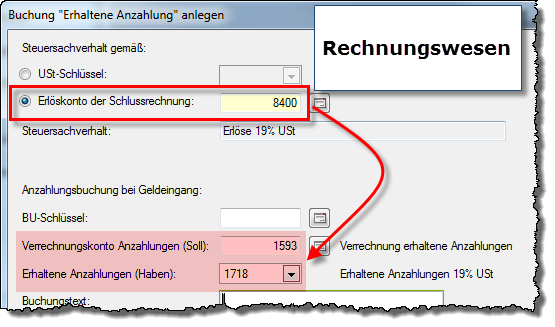 Buchung "Erhaltene Anzahlung" anlegen
Rechnungswesen
Steuersachverhalt gemäß:
USt-Schlüssel:
Erlöskonto der Schlussrechnung: 8400
Steuersachverhalt: Erlöse 19% USt
Anzahlungsbuchung bei Geldeingang:
BU-Schlüssel:
Verrechnungskonto Anzahlungen (Soll): 1593 Verrechnung erhaltene Anzahlungen
Erhaltene Anzahlungen (Haben): 1718 Erhaltene Anzahlungen 19% USt
Buchungstext: